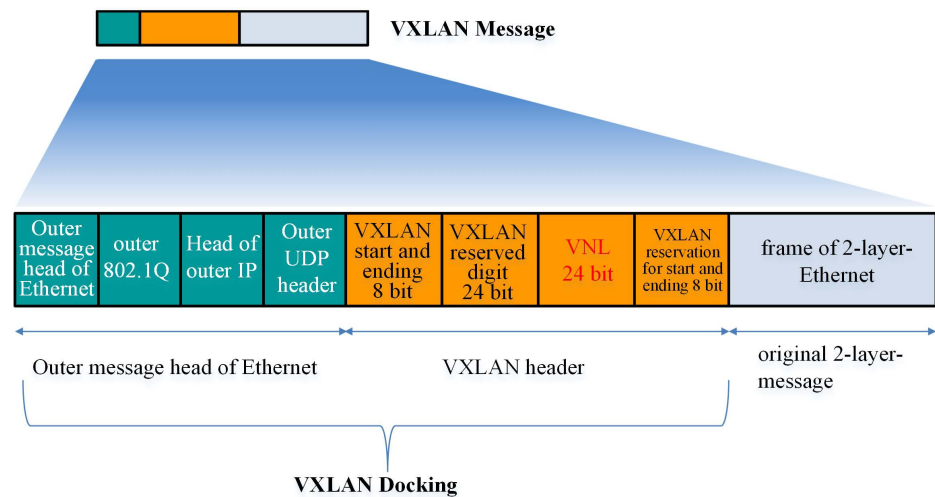 VXLAN Message
Outer
message
head of
Ethernet
outer
802.1Q
Head of
outer IP
Outer
UDP
header
VXLAN
start and
ending
8 bit
VXLAN
reserved
digit
24 bit
VNL
24 bit
VXLAN
reservation
for start and
ending 8 bit
frame of 2-layer-
Ethernet
Outer message head of Ethernet
VXLAN header
original 2-layer-
message
VXLAN Docking